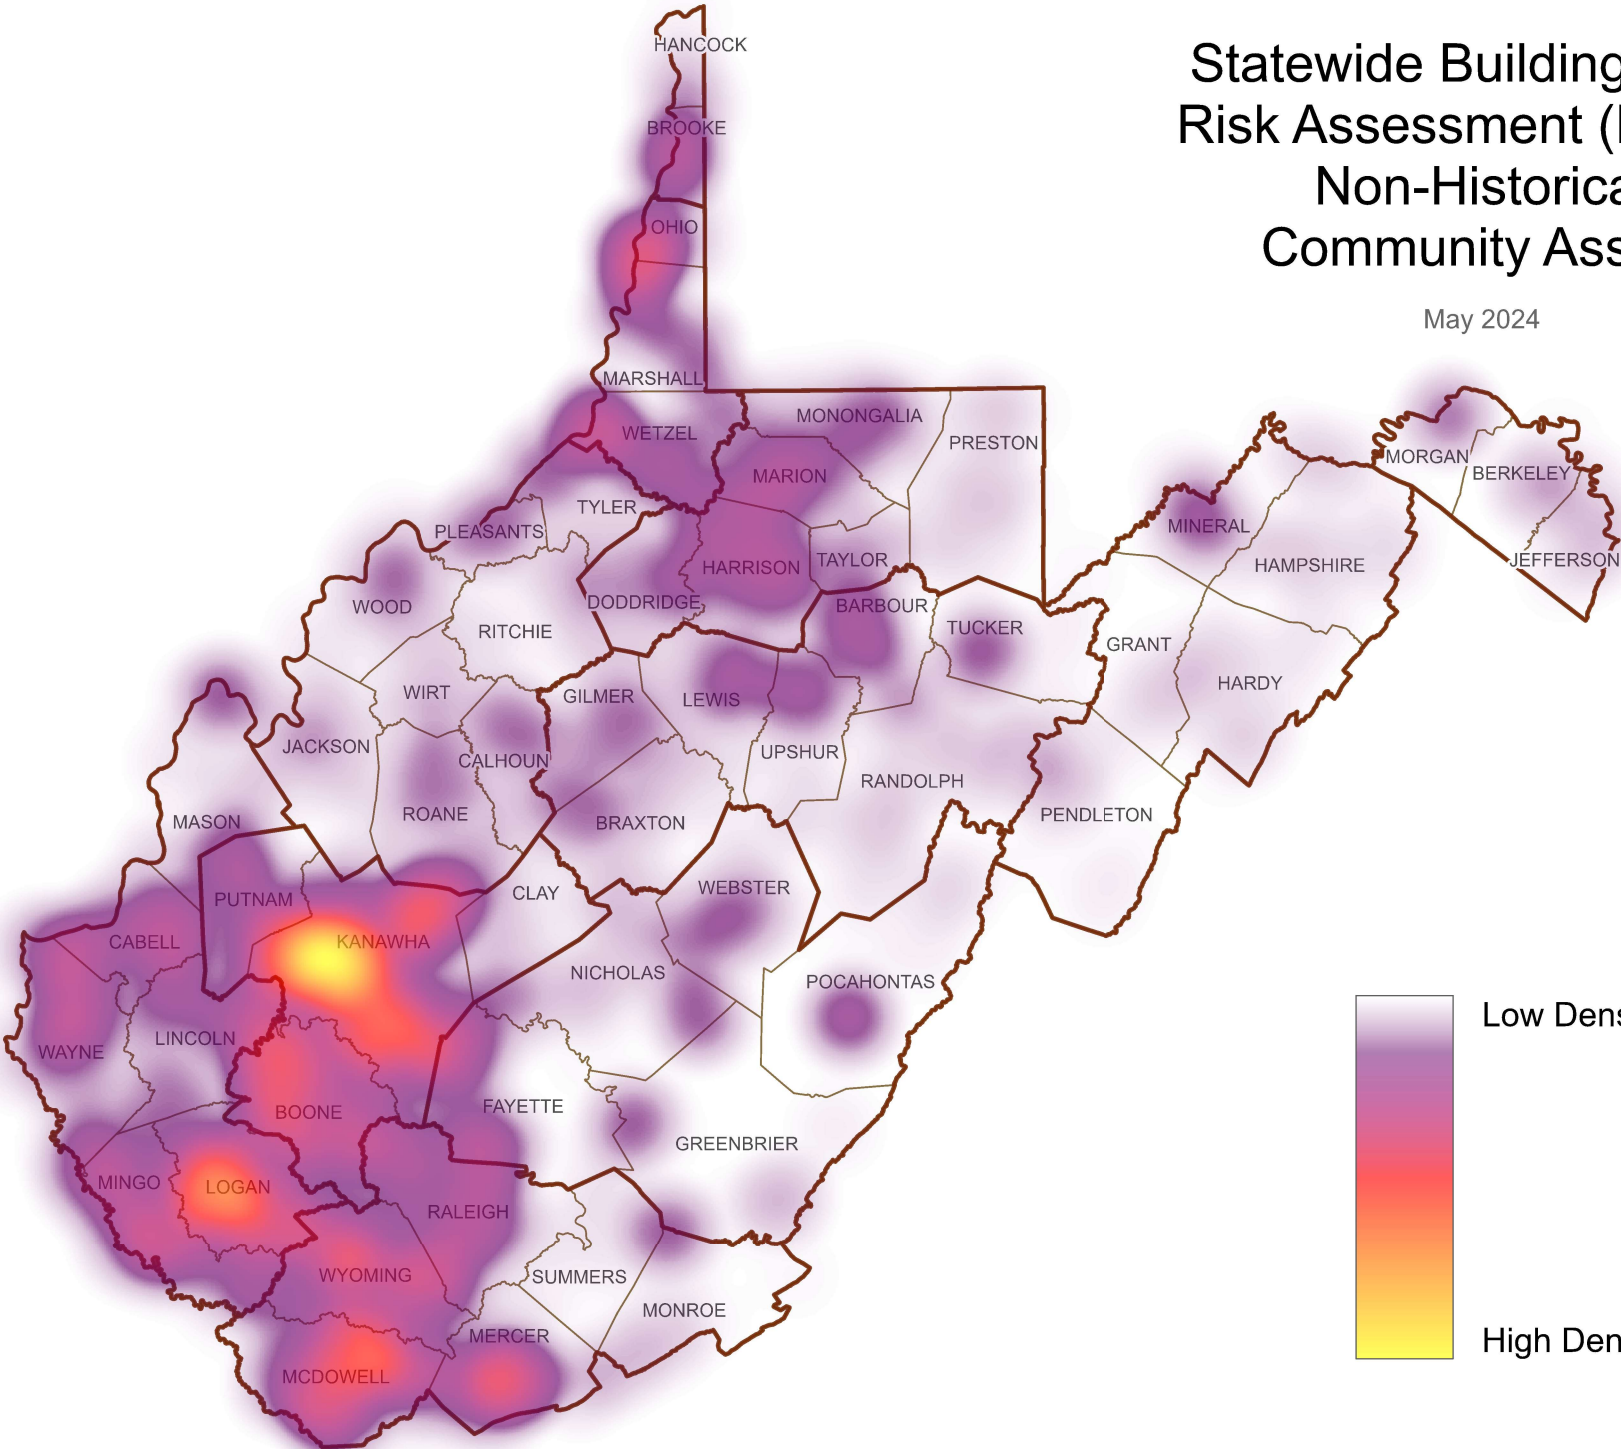 Statewide Building
Risk Assessment (
Non-Historica
Community Ass
May 2024
HANCOCK
BROOKE
OHIO
MARSHALL
WETZEL
MONONGALIA
PRESTON
MARION
TYLER
PLEASANTS
MORGAN
BERKELEY
MINERAL
HAMPSHIRE
JEFFERSON
HARRISON
TAYLOR
DODDRIDGE
BARBOUR
WOOD
RITCHIE
TUCKER
GRANT
HARDY
WIRT
GILMER
LEWIS
JACKSON
CALHOUN
UPSHUR
RANDOLPH
ROANE
BRAXTON
PENDLETON
MASON
PUTNAM
CLAY
WEBSTER
CABELL
KANAWHA
NICHOLAS
POCAHONTAS
LINCOLN
WAYNE
BOONE
FAYETTE
GREENBRIER
MINGO
LOGAN
RALEIGH
WYOMING
SUMMERS
MONROE
MERCER
MCDOWELL
Low Dens
High Den